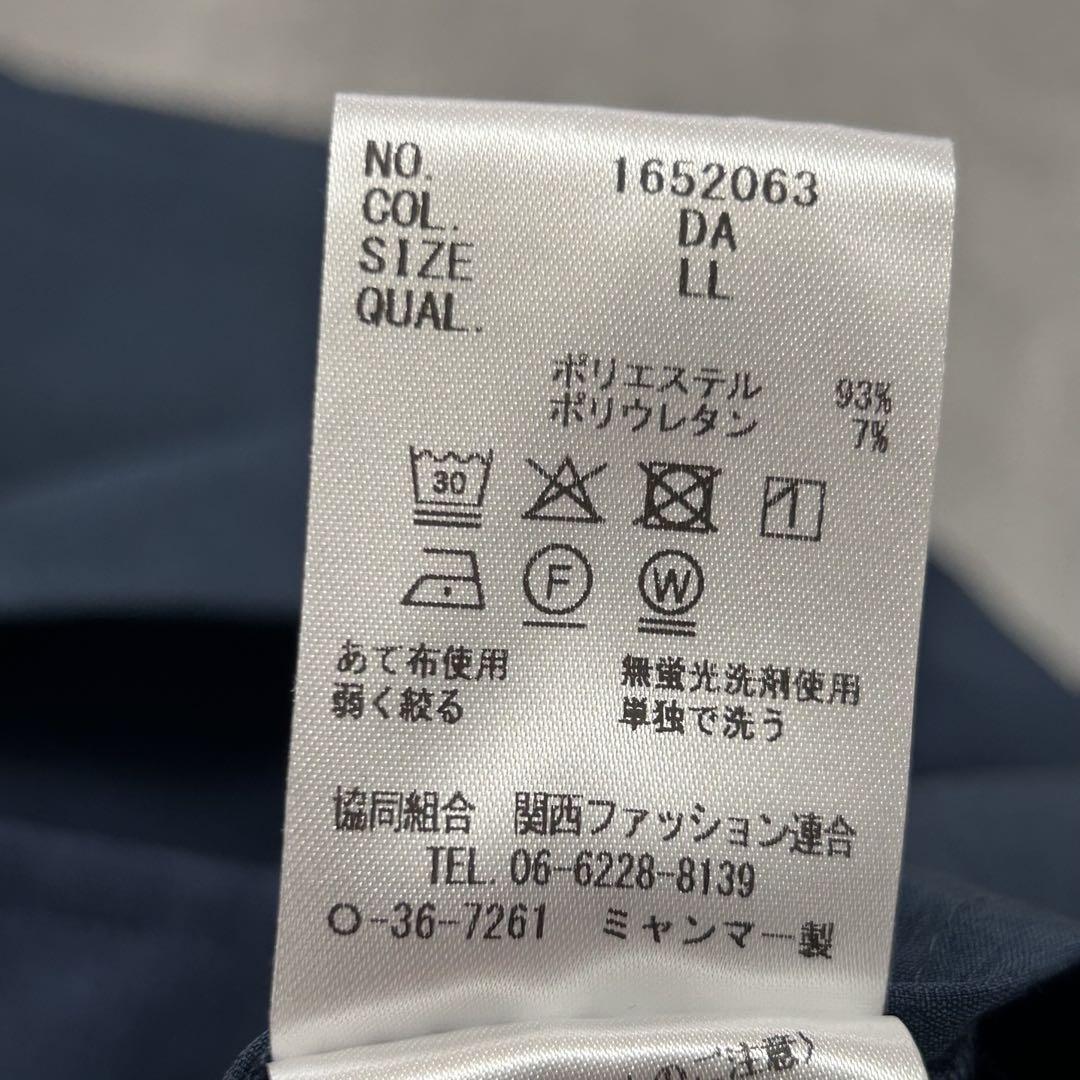 NO. 1652063
COL. DA
SIZE LL
QUAL.
ポリエステル 93%
ポリウレタン 7%
30
F W
あて布使用 無蛍光洗剤使用
弱く絞る 単独で洗う
協同組合 関西ファッション連合
TEL. 06-6228-8139
O-36-7261 ミャンマー製
注意)